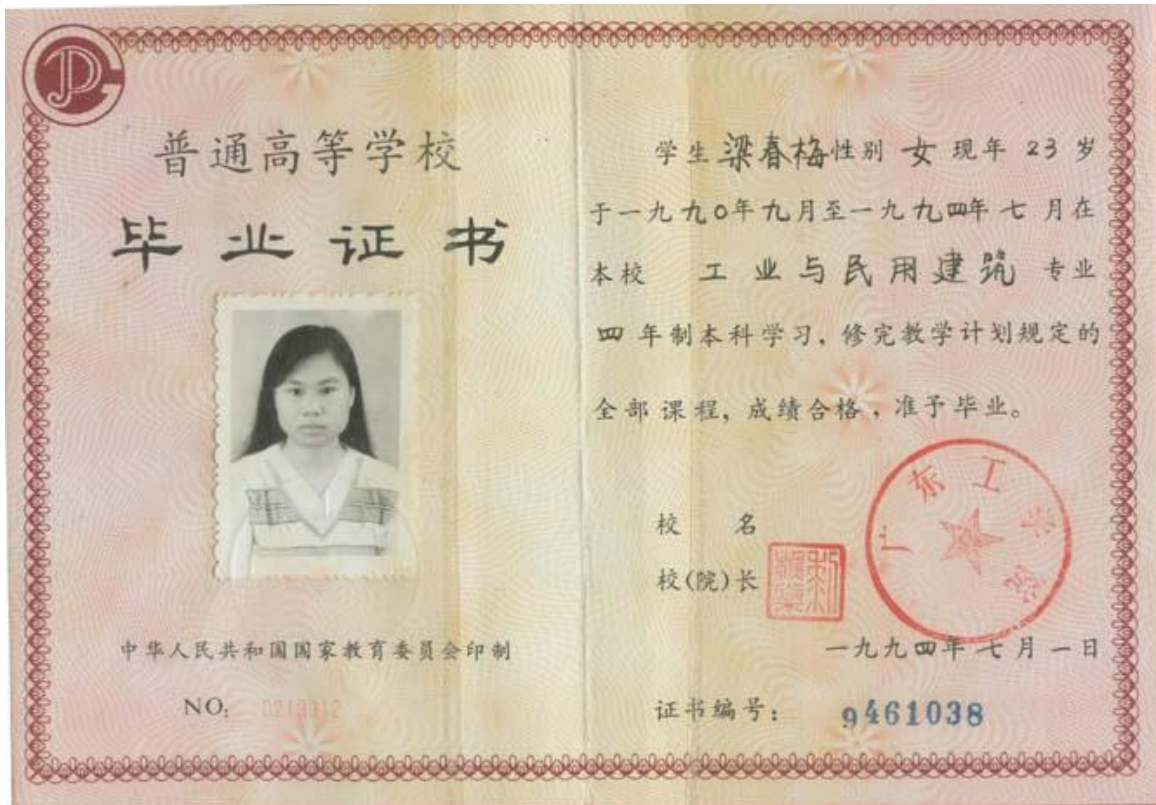 普通高等学校
毕业证书
中华人民共和国国家教育委员会印制
NO:
学生 梁春梅 性别 女 现年 23 岁
于一九九〇年九月至一九九四年七月在
本校 工业与民用建筑 专业
四年制本科学习,修完教学计划规定的
全部课程,成绩合格,准予毕业。
校 名
广东工
校(院)长
一九九四年七月一日
证书编号: 9461038